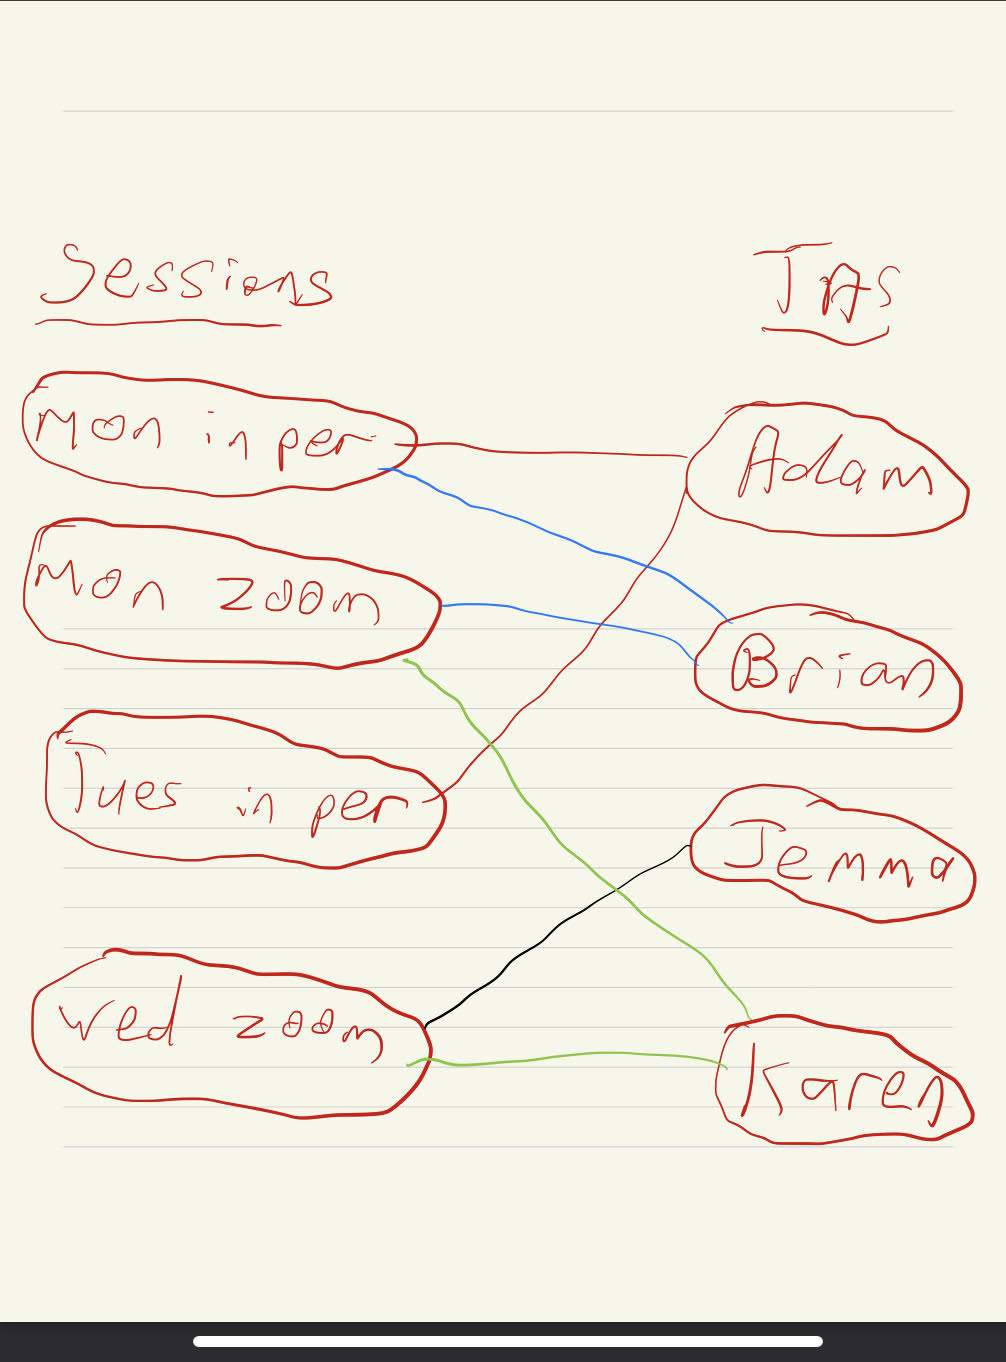 Sessions
TAs
Mon in per
Adam
Mon zoom
Brian
Tues in per
Jemma
Wed zoom
Karen